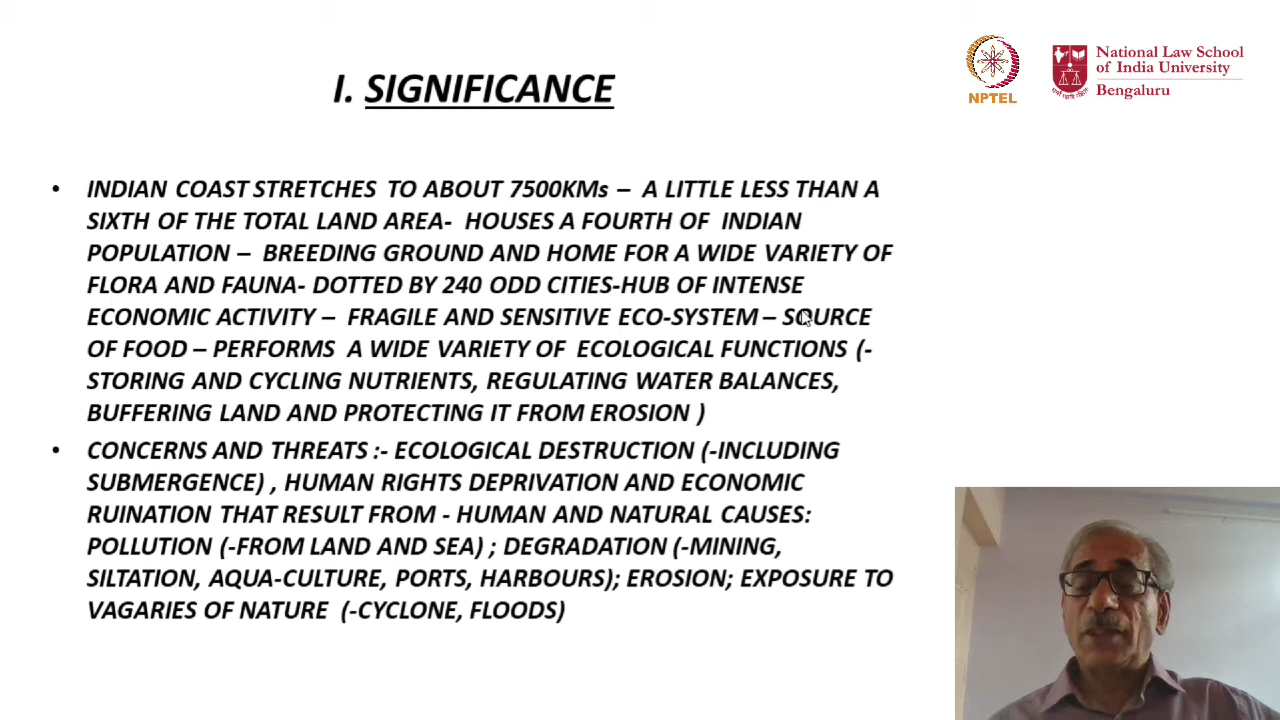 I. SIGNIFICANCE
NPTEL
National Law School
of India University
Bengaluru
• INDIAN COAST STRETCHES TO ABOUT 7500KMs – A LITTLE LESS THAN A
SIXTH OF THE TOTAL LAND AREA- HOUSES A FOURTH OF INDIAN
POPULATION – BREEDING GROUND AND HOME FOR A WIDE VARIETY OF
FLORA AND FAUNA- DOTTED BY 240 ODD CITIES-HUB OF INTENSE
ECONOMIC ACTIVITY – FRAGILE AND SENSITIVE ECO-SYSTEM – SOURCE
OF FOOD – PERFORMS A WIDE VARIETY OF ECOLOGICAL FUNCTIONS (-
STORING AND CYCLING NUTRIENTS, REGULATING WATER BALANCES,
BUFFERING LAND AND PROTECTING IT FROM EROSION )
• CONCERNS AND THREATS :- ECOLOGICAL DESTRUCTION (-INCLUDING
SUBMERGENCE) , HUMAN RIGHTS DEPRIVATION AND ECONOMIC
RUINATION THAT RESULT FROM - HUMAN AND NATURAL CAUSES:
POLLUTION (-FROM LAND AND SEA) ; DEGRADATION (-MINING,
SILTATION, AQUA-CULTURE, PORTS, HARBOURS); EROSION; EXPOSURE TO
VAGARIES OF NATURE (-CYCLONE, FLOODS)